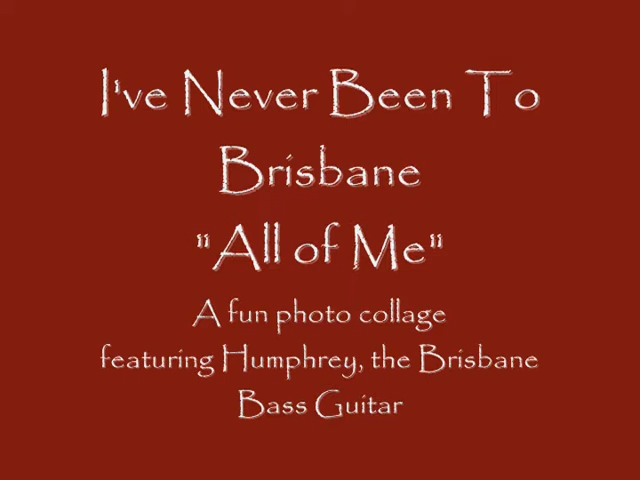 I've Never Been To
Brisbane
"All of Me"
A fun photo collage
featuring Humphrey, the Brisbane
Bass Guitar